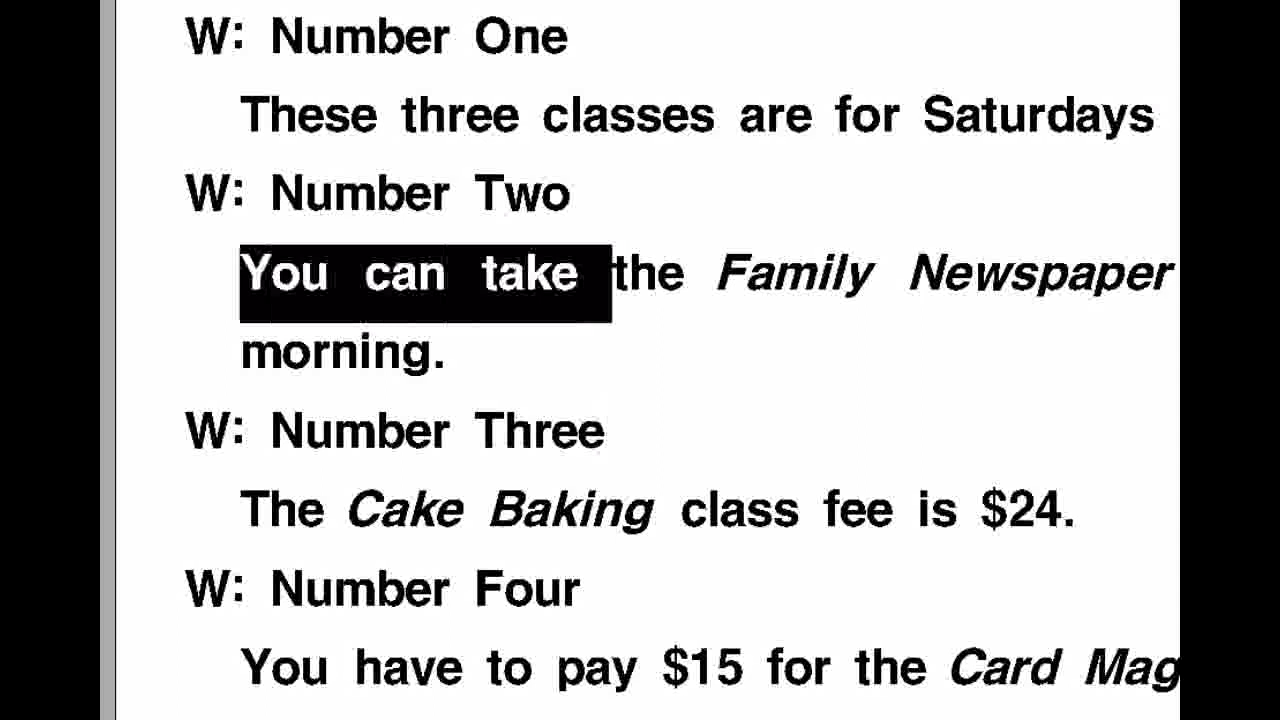 W: Number One
These three classes are for Saturdays
W: Number Two
You can take the Family Newspaper
morning.
W: Number Three
The Cake Baking class fee is $24.
W: Number Four
You have to pay $15 for the Card Mag